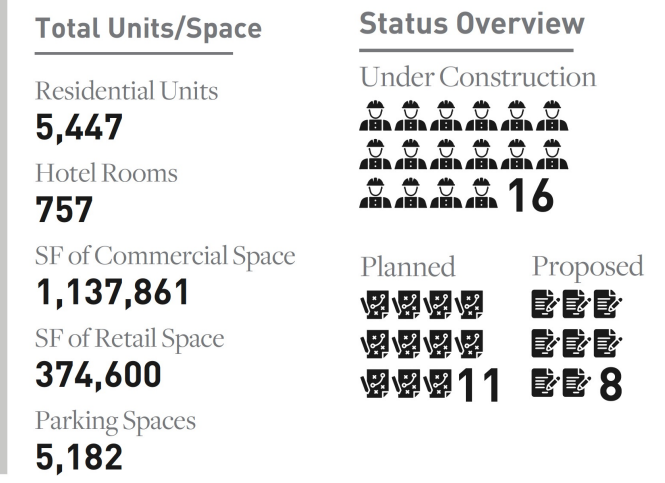 Total Units/Space
Residential Units
5,447
Hotel Rooms
757
SF of Commercial Space
1,137,861
SF of Retail Space
374,600
Parking Spaces
5,182
Status Overview
Under Construction
16
Planned
11
Proposed
8